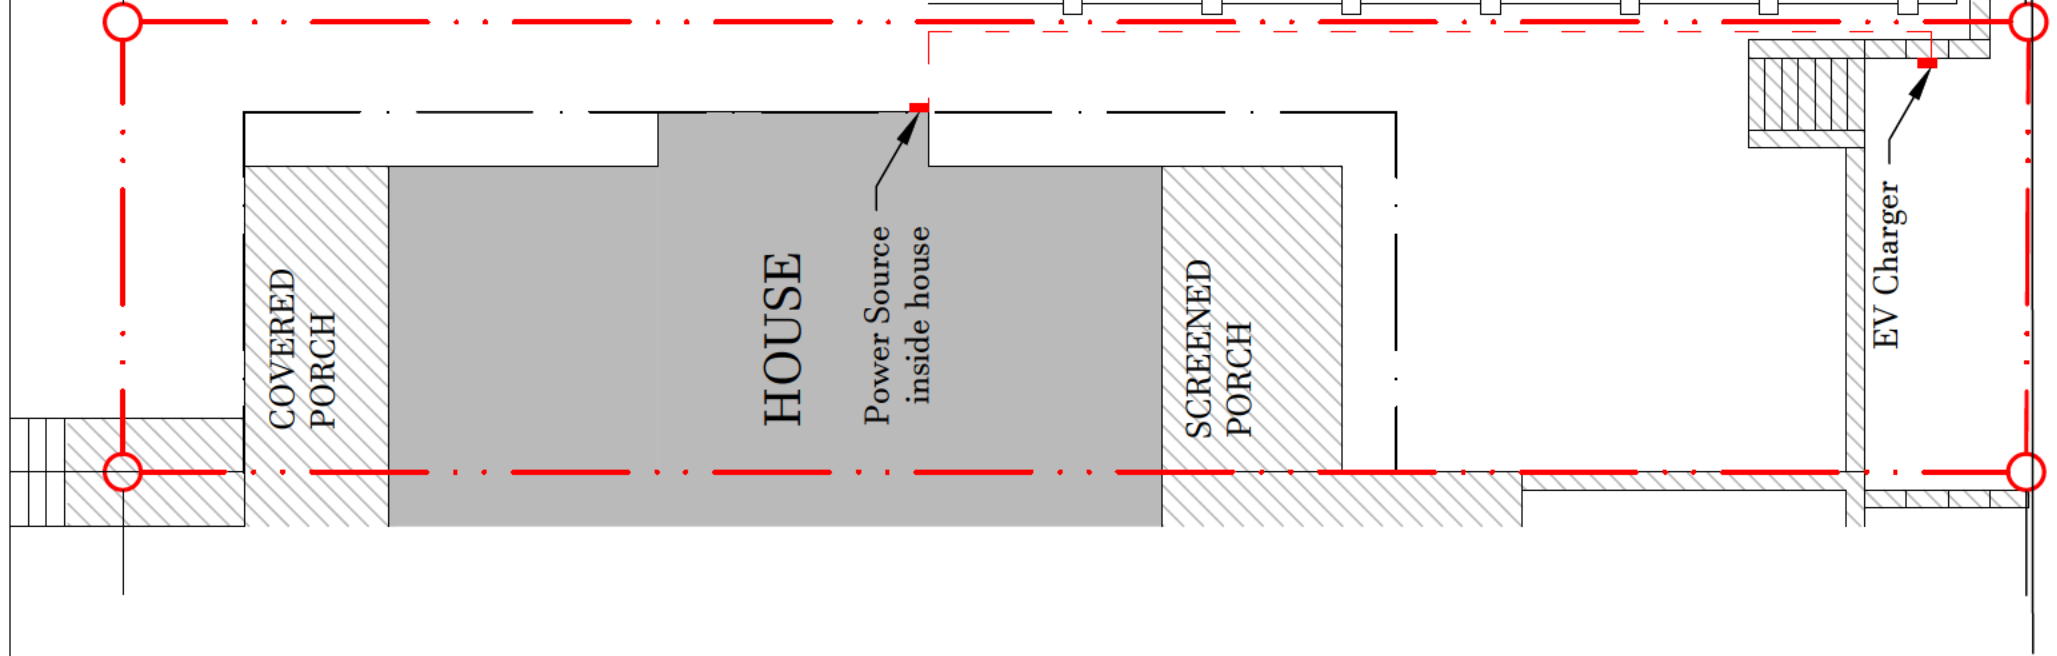 COVERED
PORCH
HOUSE
Power Source
inside house
SCREENED
PORCH
EV Charger